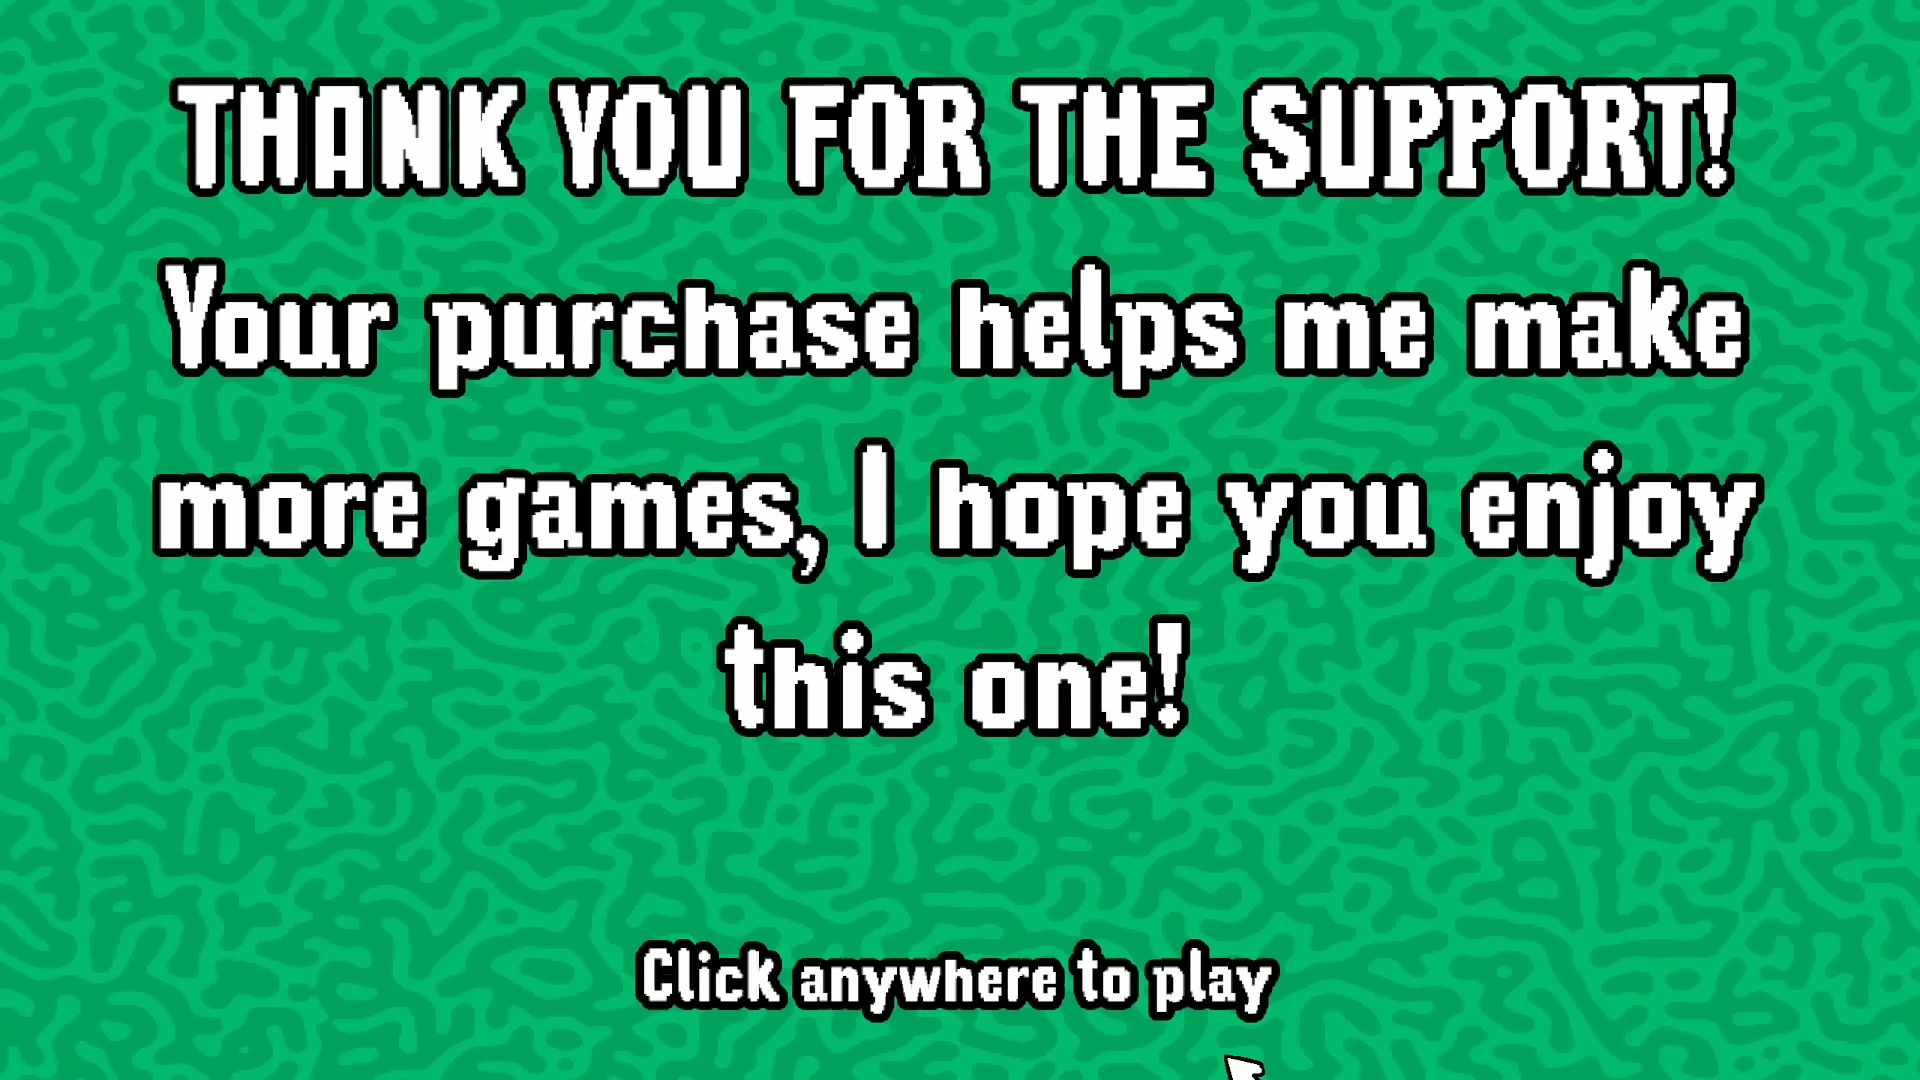 THANK YOU FOR THE SUPPORT!
Your purchase helps me make
more games, I hope you enjoy
this one!
Click anywhere to play